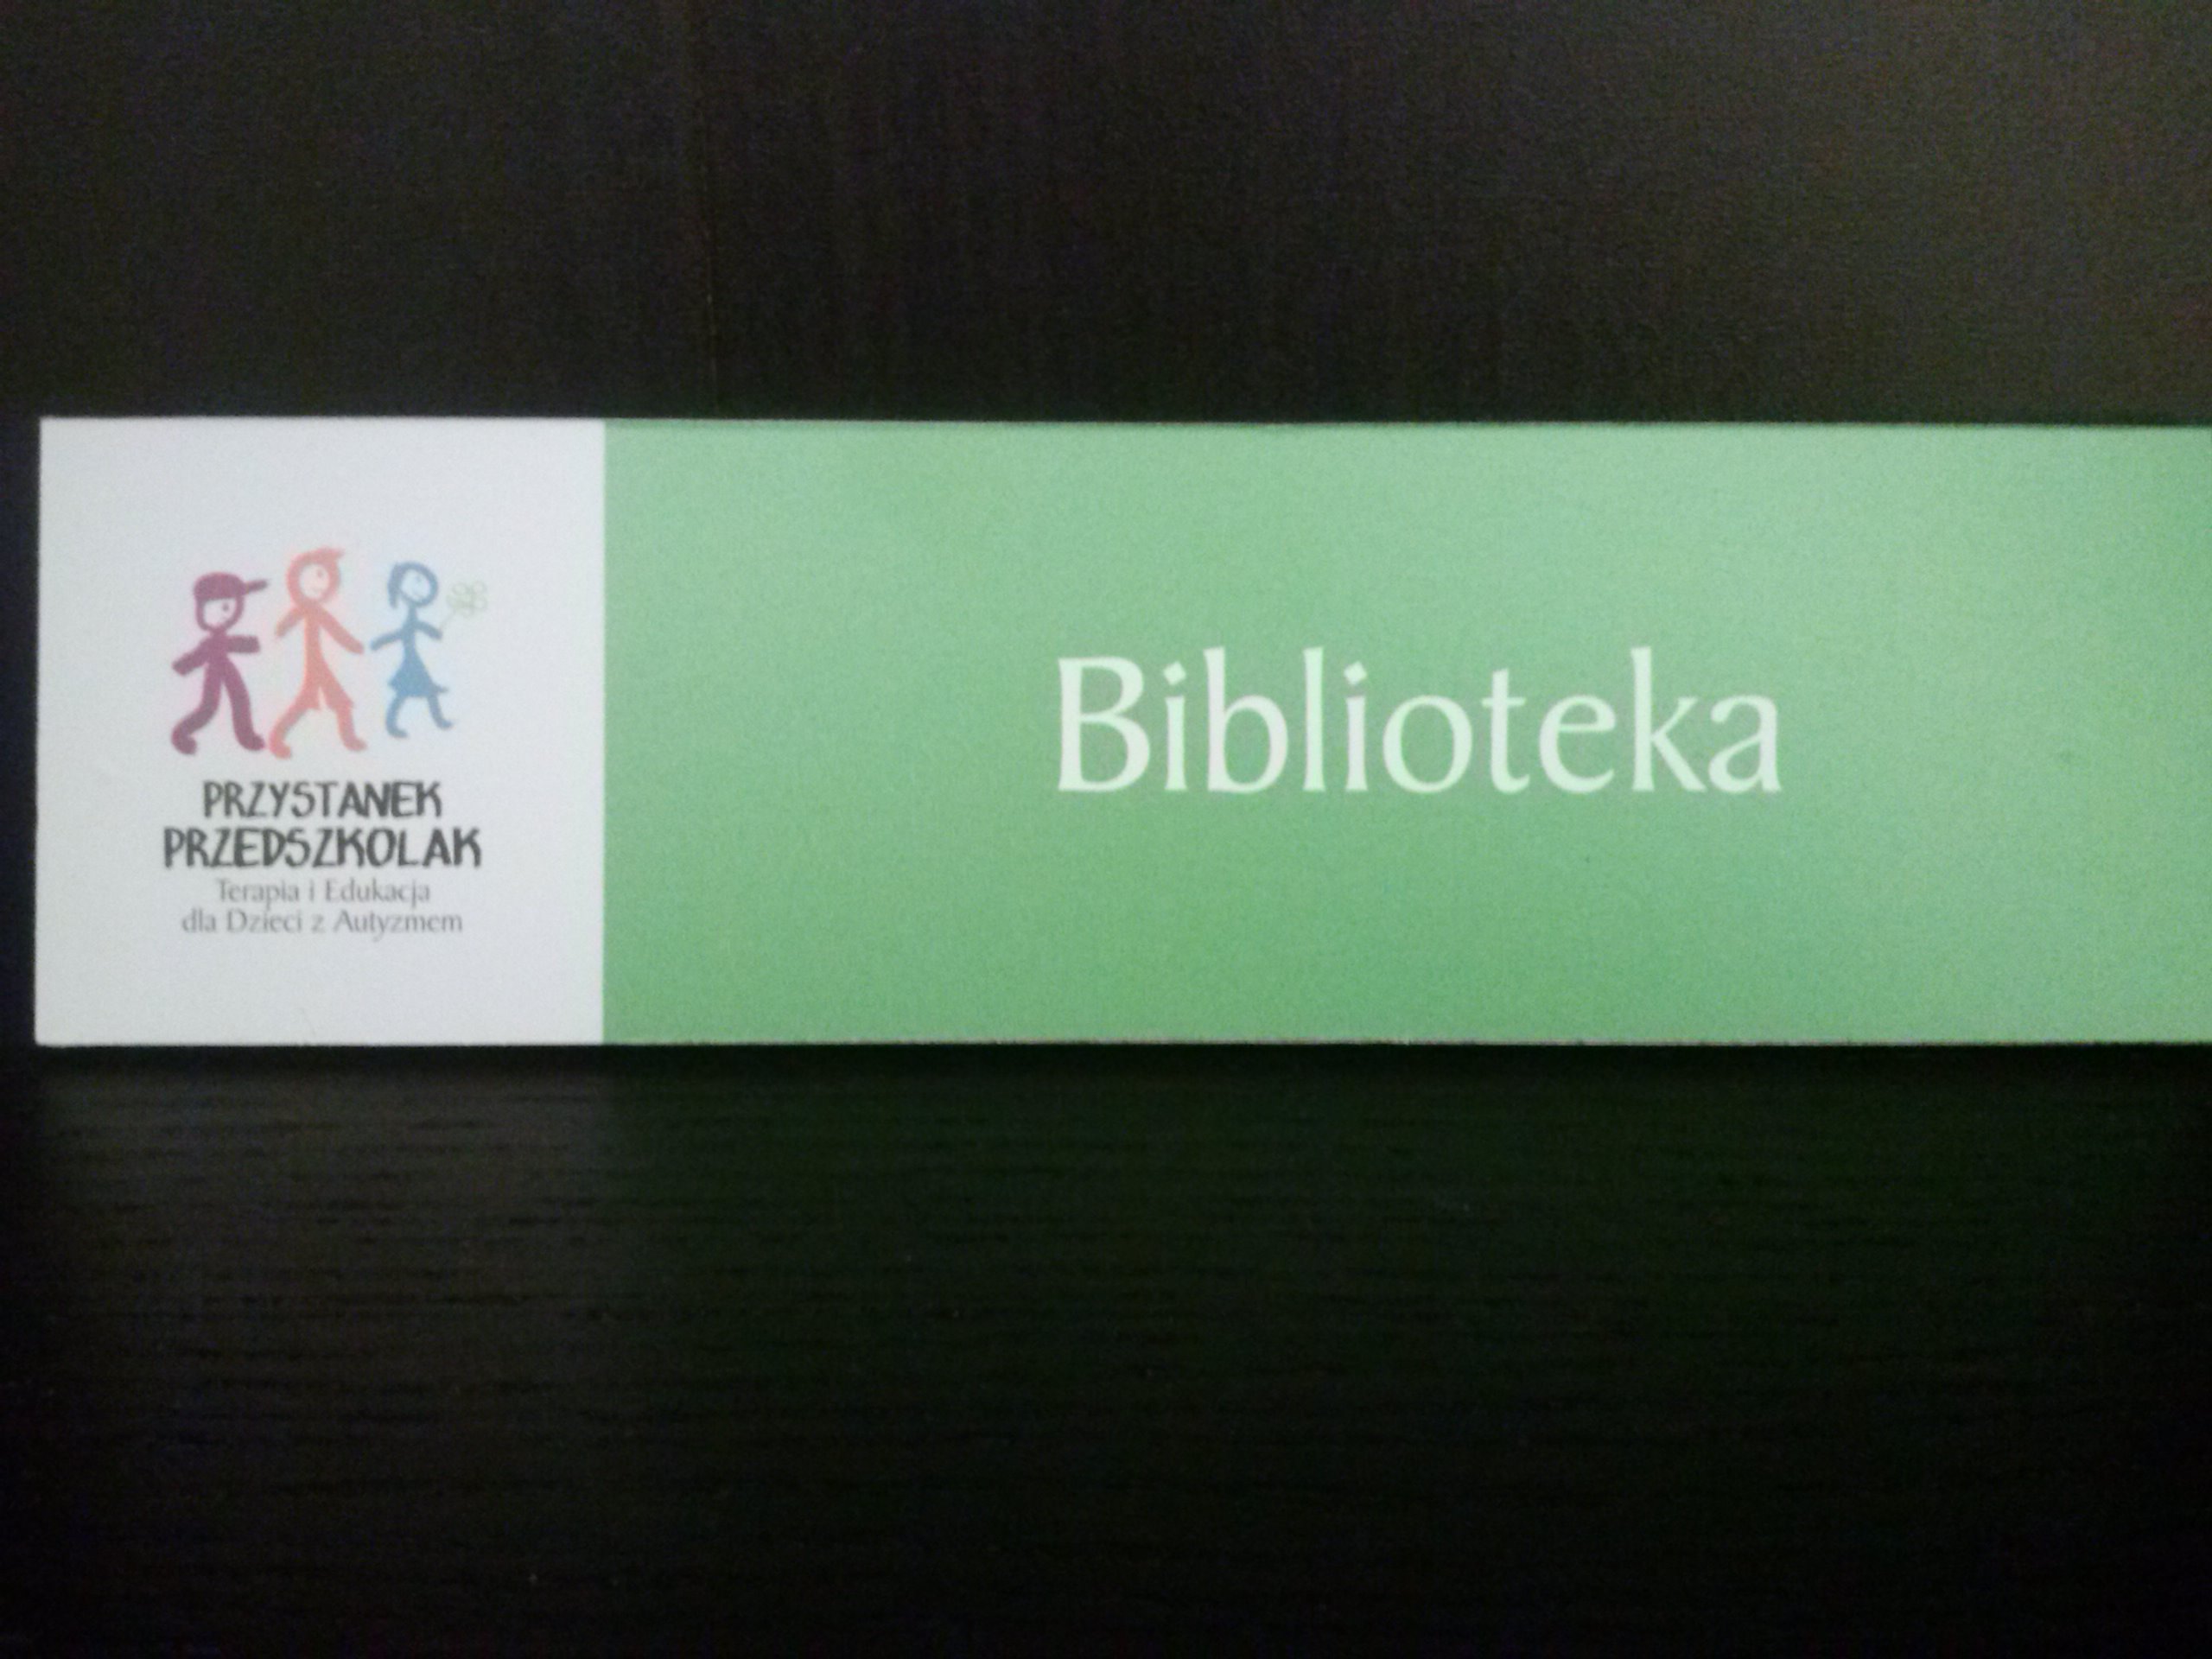 PRZYSTANEK
PRZEDSZKOLAK
Terapia i Edukacja
dla Dzieci z Autyzmem
Biblioteka